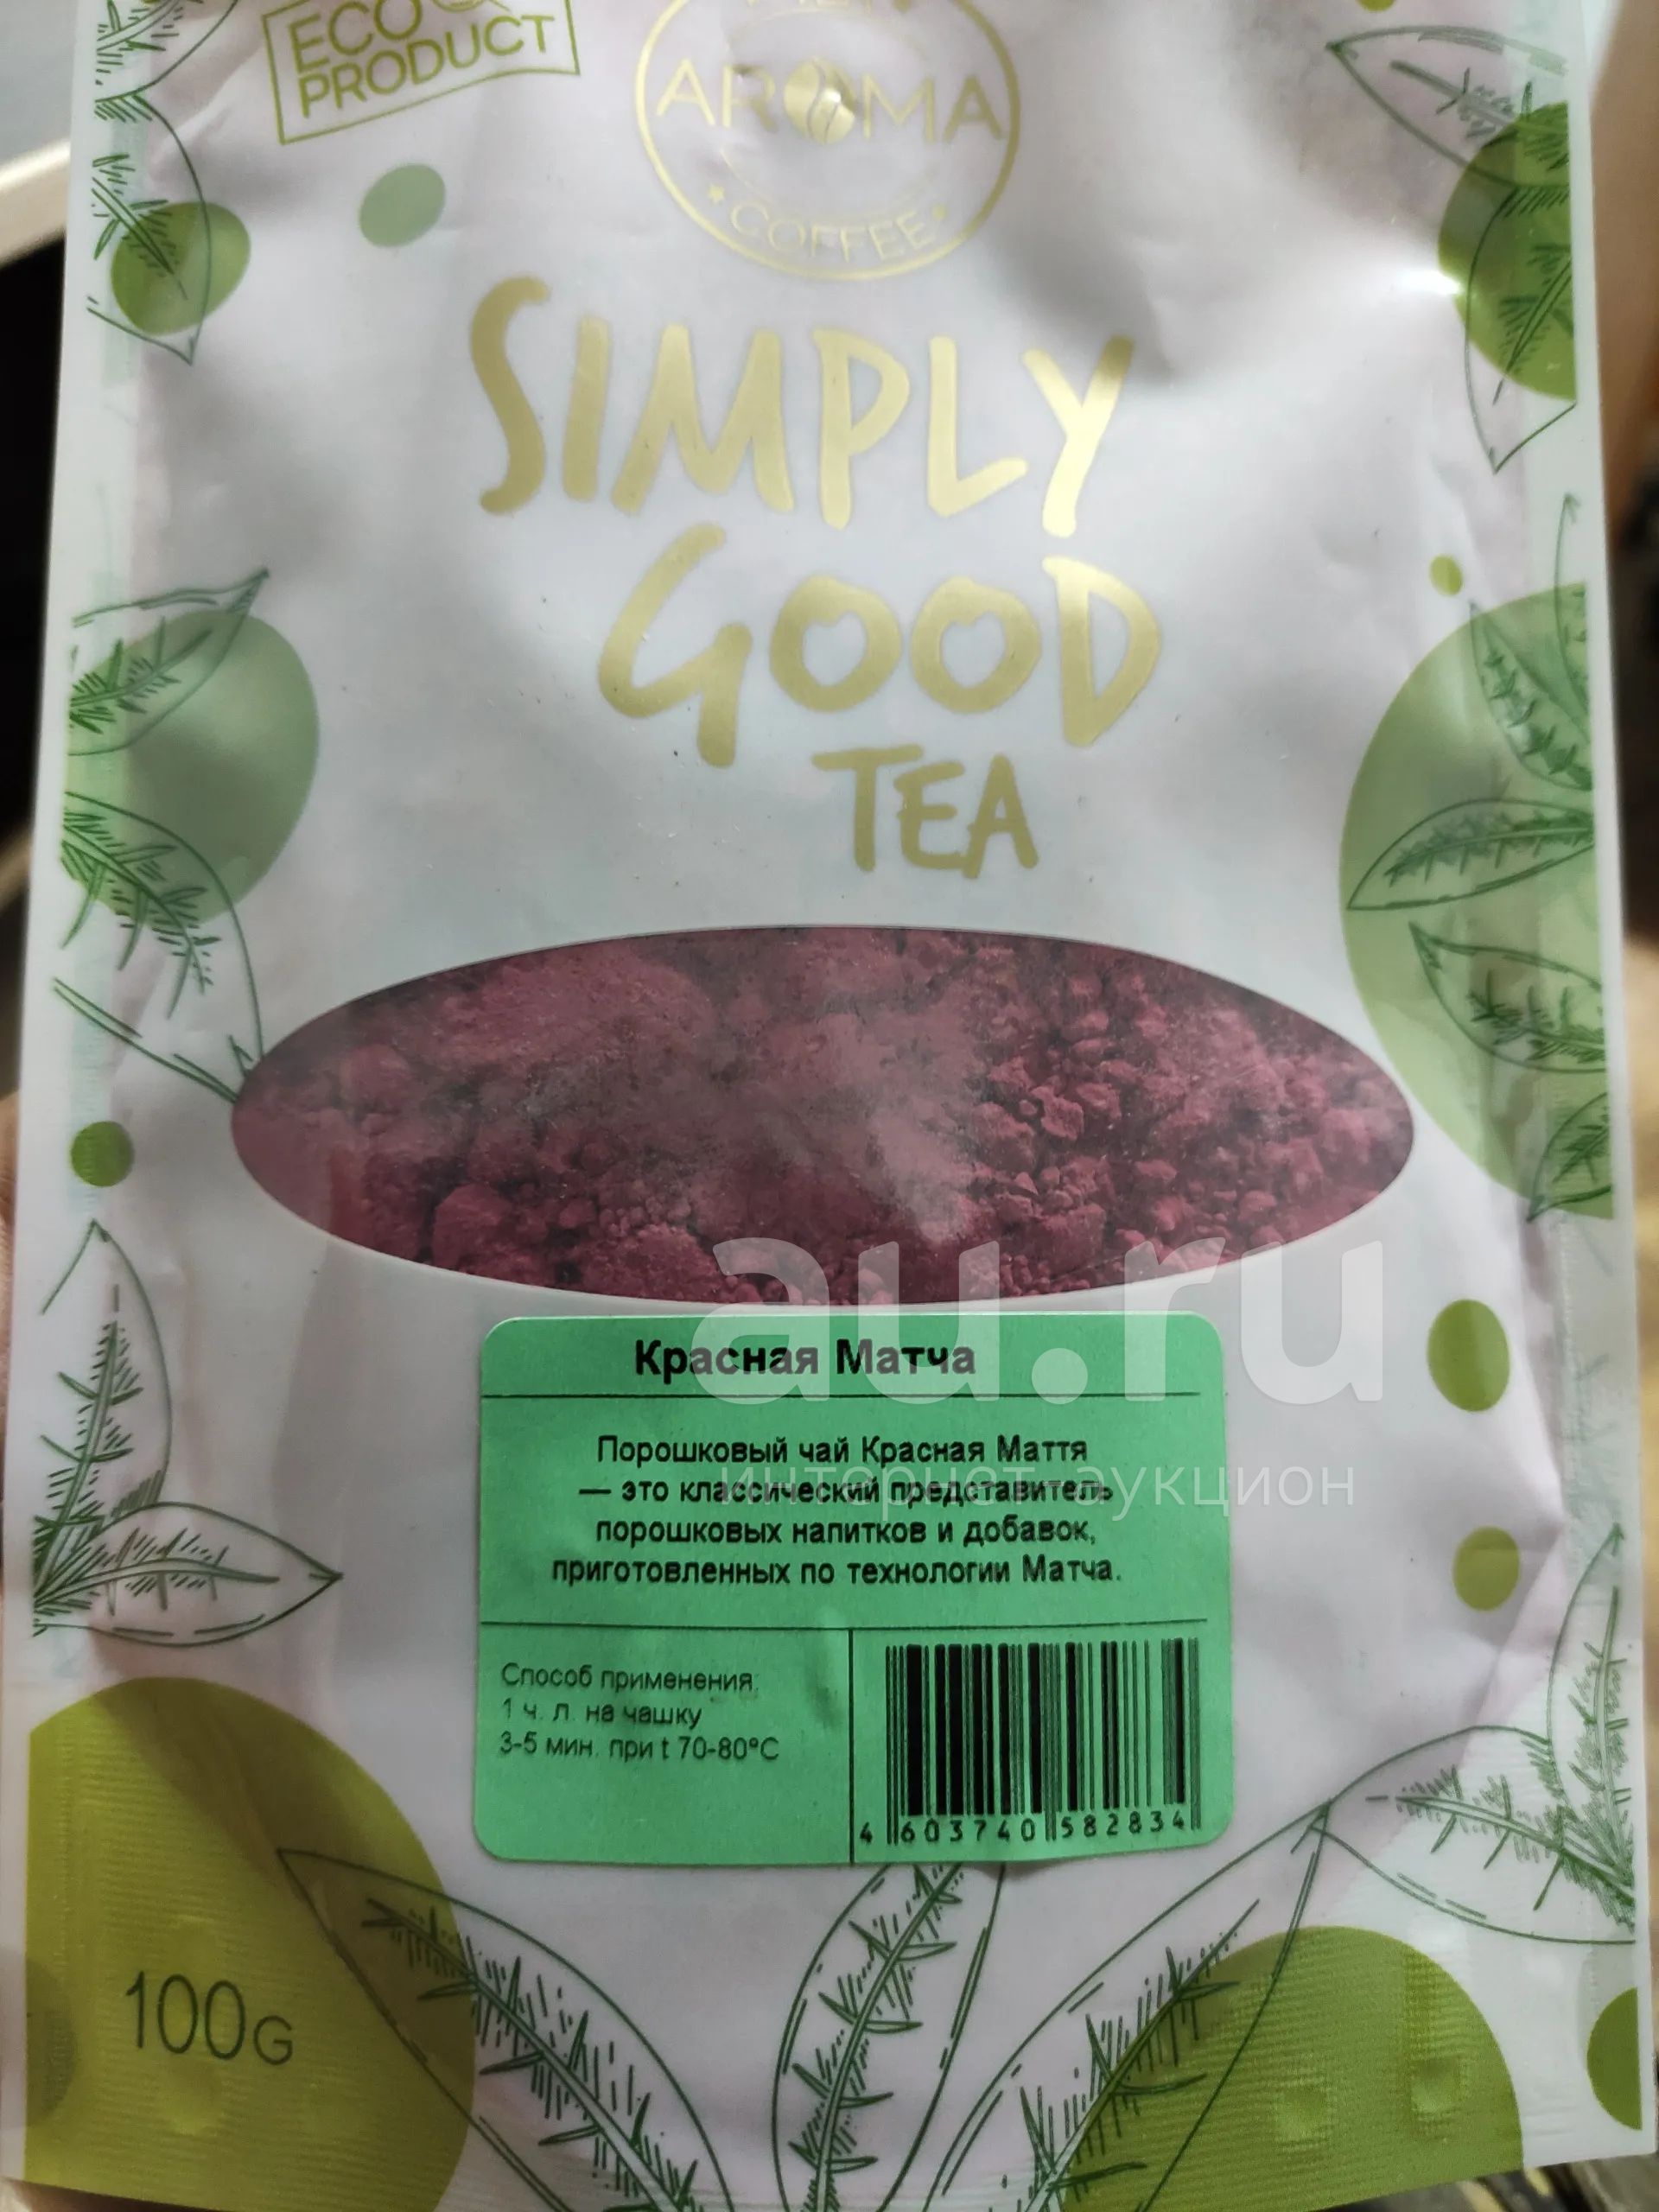 ECO
PRODUCT
AROMA
COFFEE
SIMPLY
GOOD
TEA
au.ru
интернет-аукцион
Красная Матча
Порошковый чай Красная Маття
— это классический представитель
порошковых напитков и добавок,
приготовленных по технологии Матча.
Способ применения:
1 ч. л. на чашку
3-5 мин. при t 70-80°C
4 603740 582834
100G